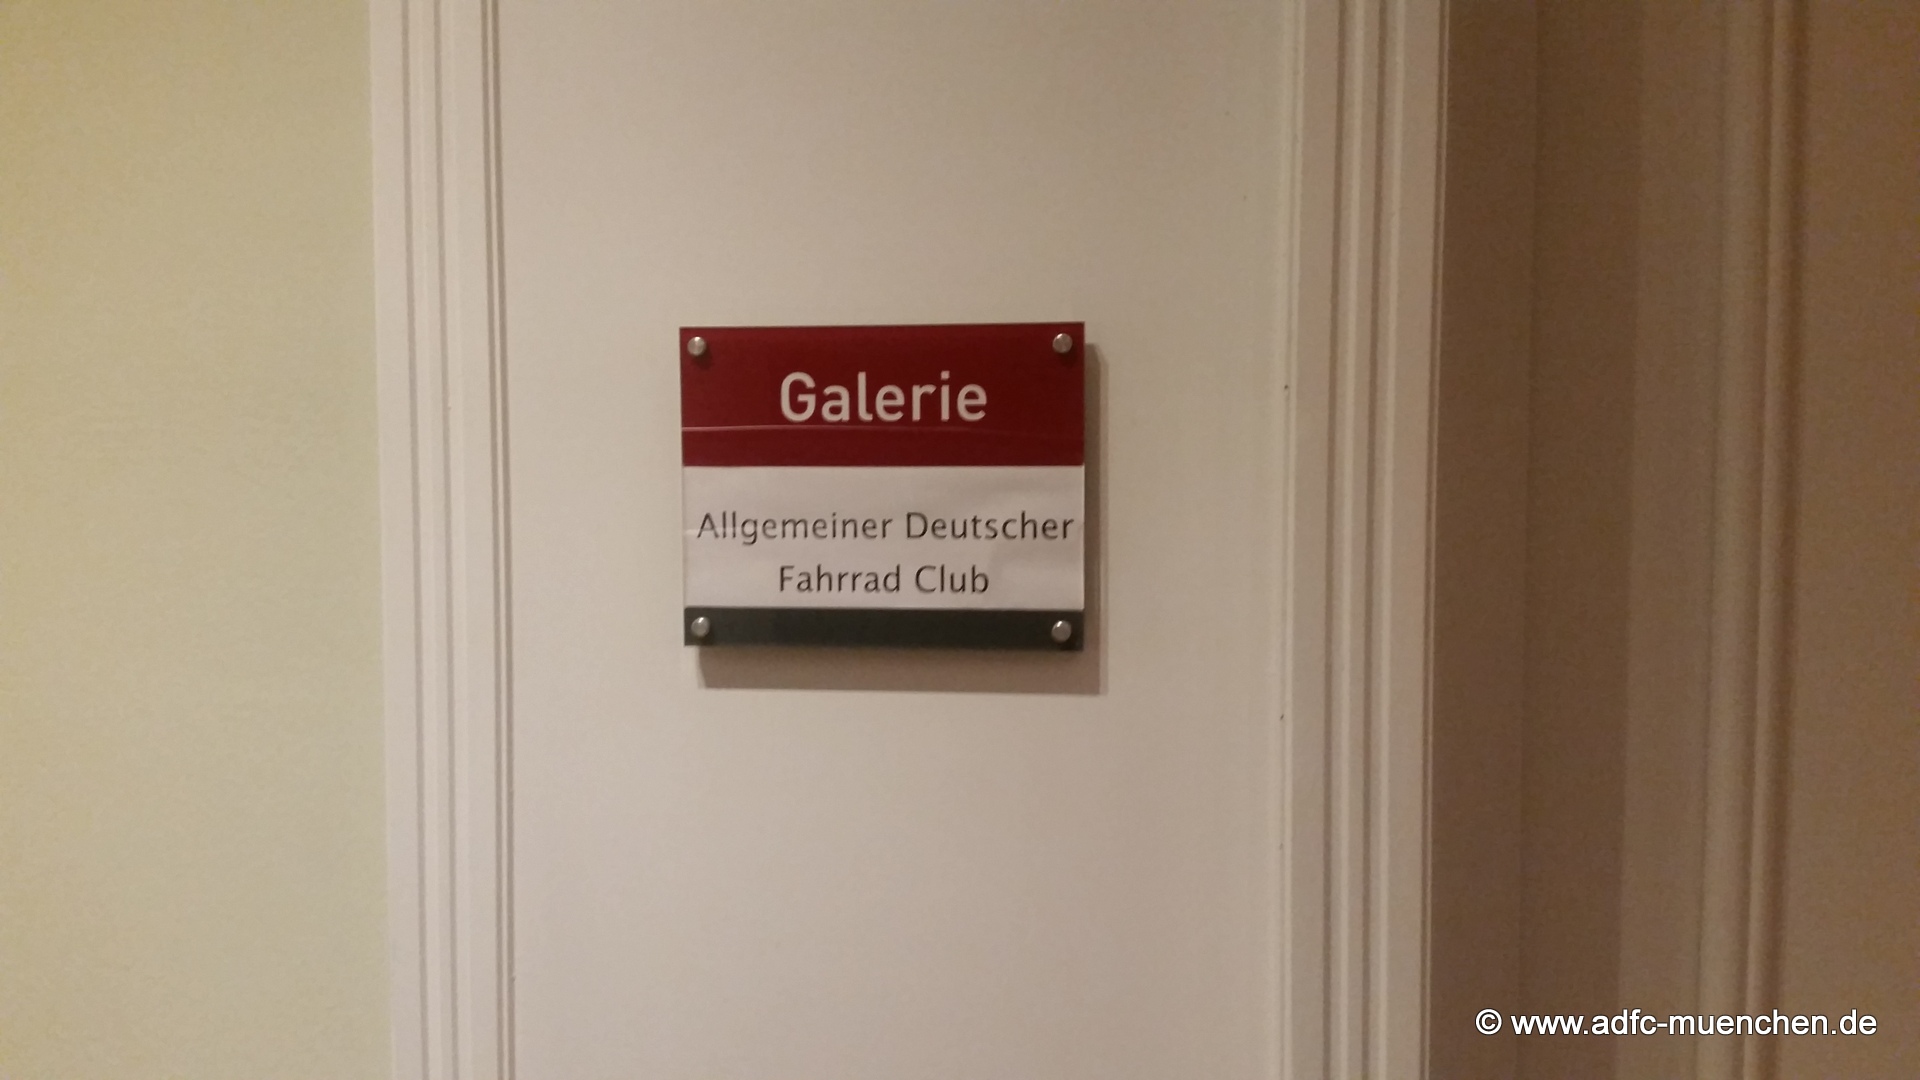 Galerie
Allgemeiner Deutscher
Fahrrad Club
© www.adfc-muenchen.de